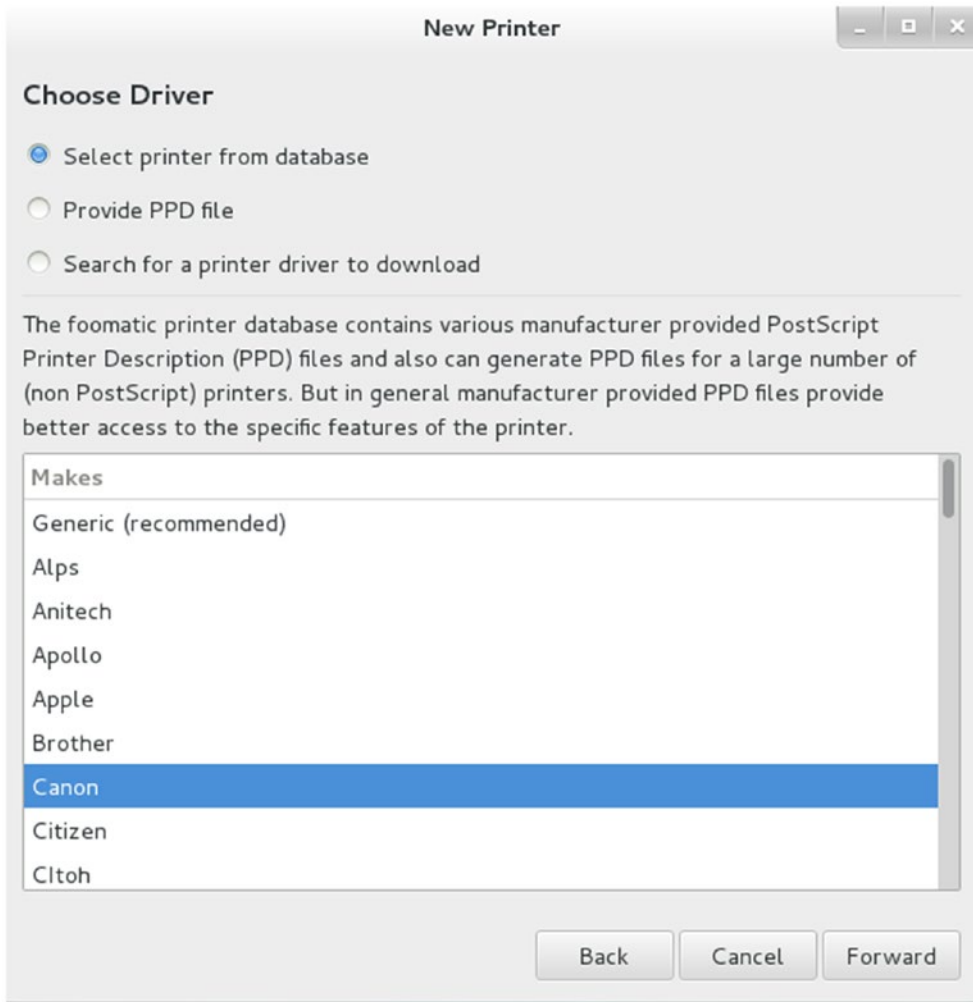 New Printer
Choose Driver
Select printer from database
Provide PPD file
Search for a printer driver to download
The foomatic printer database contains various manufacturer provided PostScript
Printer Description (PPD) files and also can generate PPD files for a large number of
(non PostScript) printers. But in general manufacturer provided PPD files provide
better access to the specific features of the printer.
Makes
Generic (recommended)
Alps
Anitech
Apollo
Apple
Brother
Canon
Citizen
CItoh
Back Cancel Forward